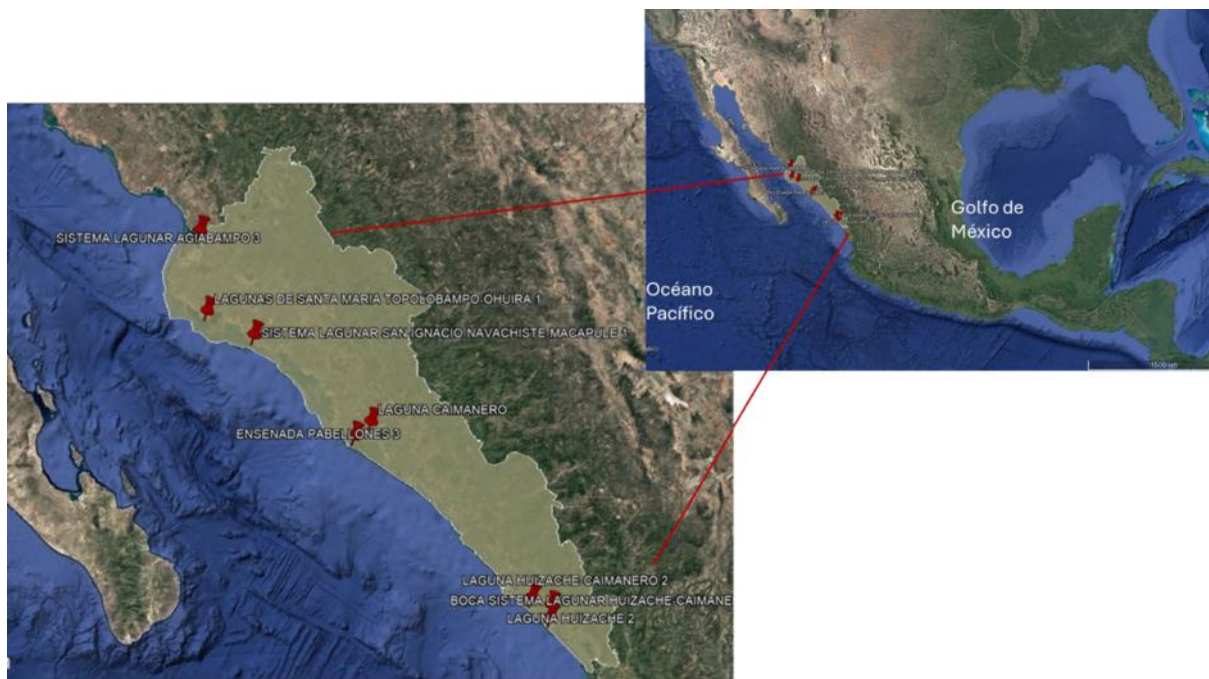 SISTEMA LAGUNAR AGIABAMPO 3
LAGUNAS DE SANTA MARIA TOPOLOBAMPO-OHUIRA 1
SISTEMA LAGUNAR SAN IGNACIO-NAVACHISTE-MACAPULE 1
LAGUNA CAIMANERO
ENSENADA PABELLONES 3
LAGUNA HUIZACHE-CAIMANERO 2
BOCA SISTEMA LAGUNAR HUIZACHE-CAIMANE
LAGUNA HUIZACHE 2
Golfo de
México
Océano
Pacífico